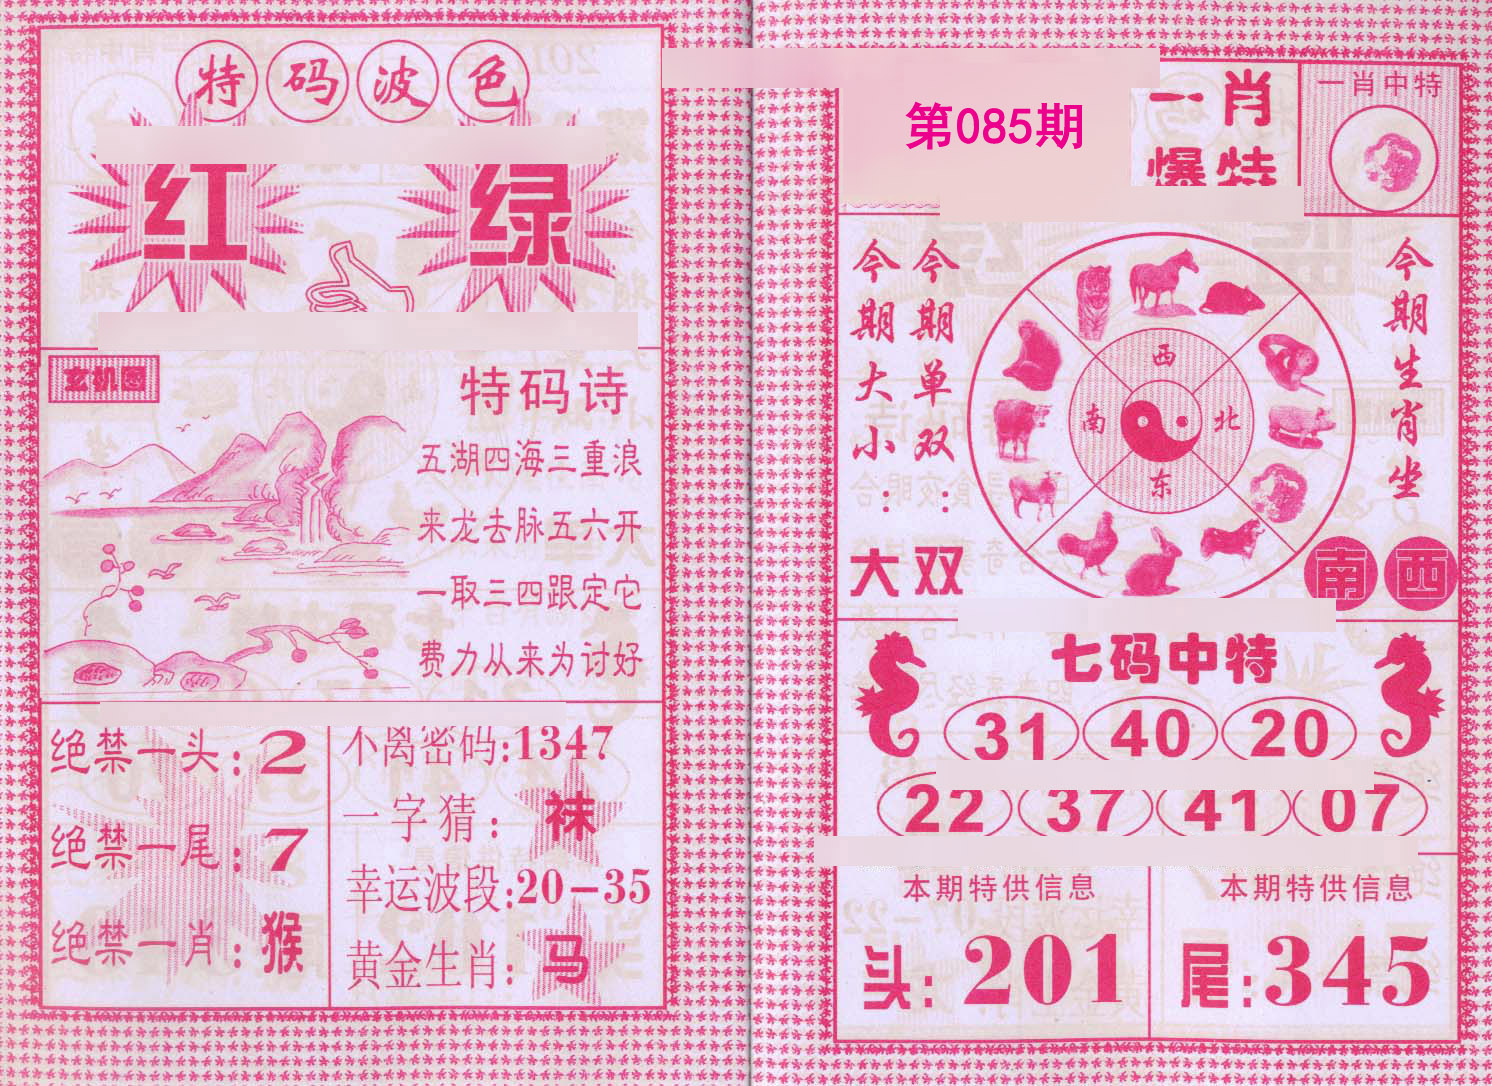 特码波色
红 绿
玄机图
特码诗
五湖四海三重浪
来龙去脉五六开
一取三四跟定它
费力从来为讨好
绝禁一头:2
绝禁一尾:7
绝禁一肖:猴
不离密码:1347
一字猜:袜
幸运波段:20-35
黄金生肖:马
第085期
一肖
爆特
一肖中特
今期大小:大
今期单双:双
西
南 北
东
今期生肖坐
南 西
七码中特
31 40 20
22 37 41 07
本期特供信息
头:201
本期特供信息
尾:345